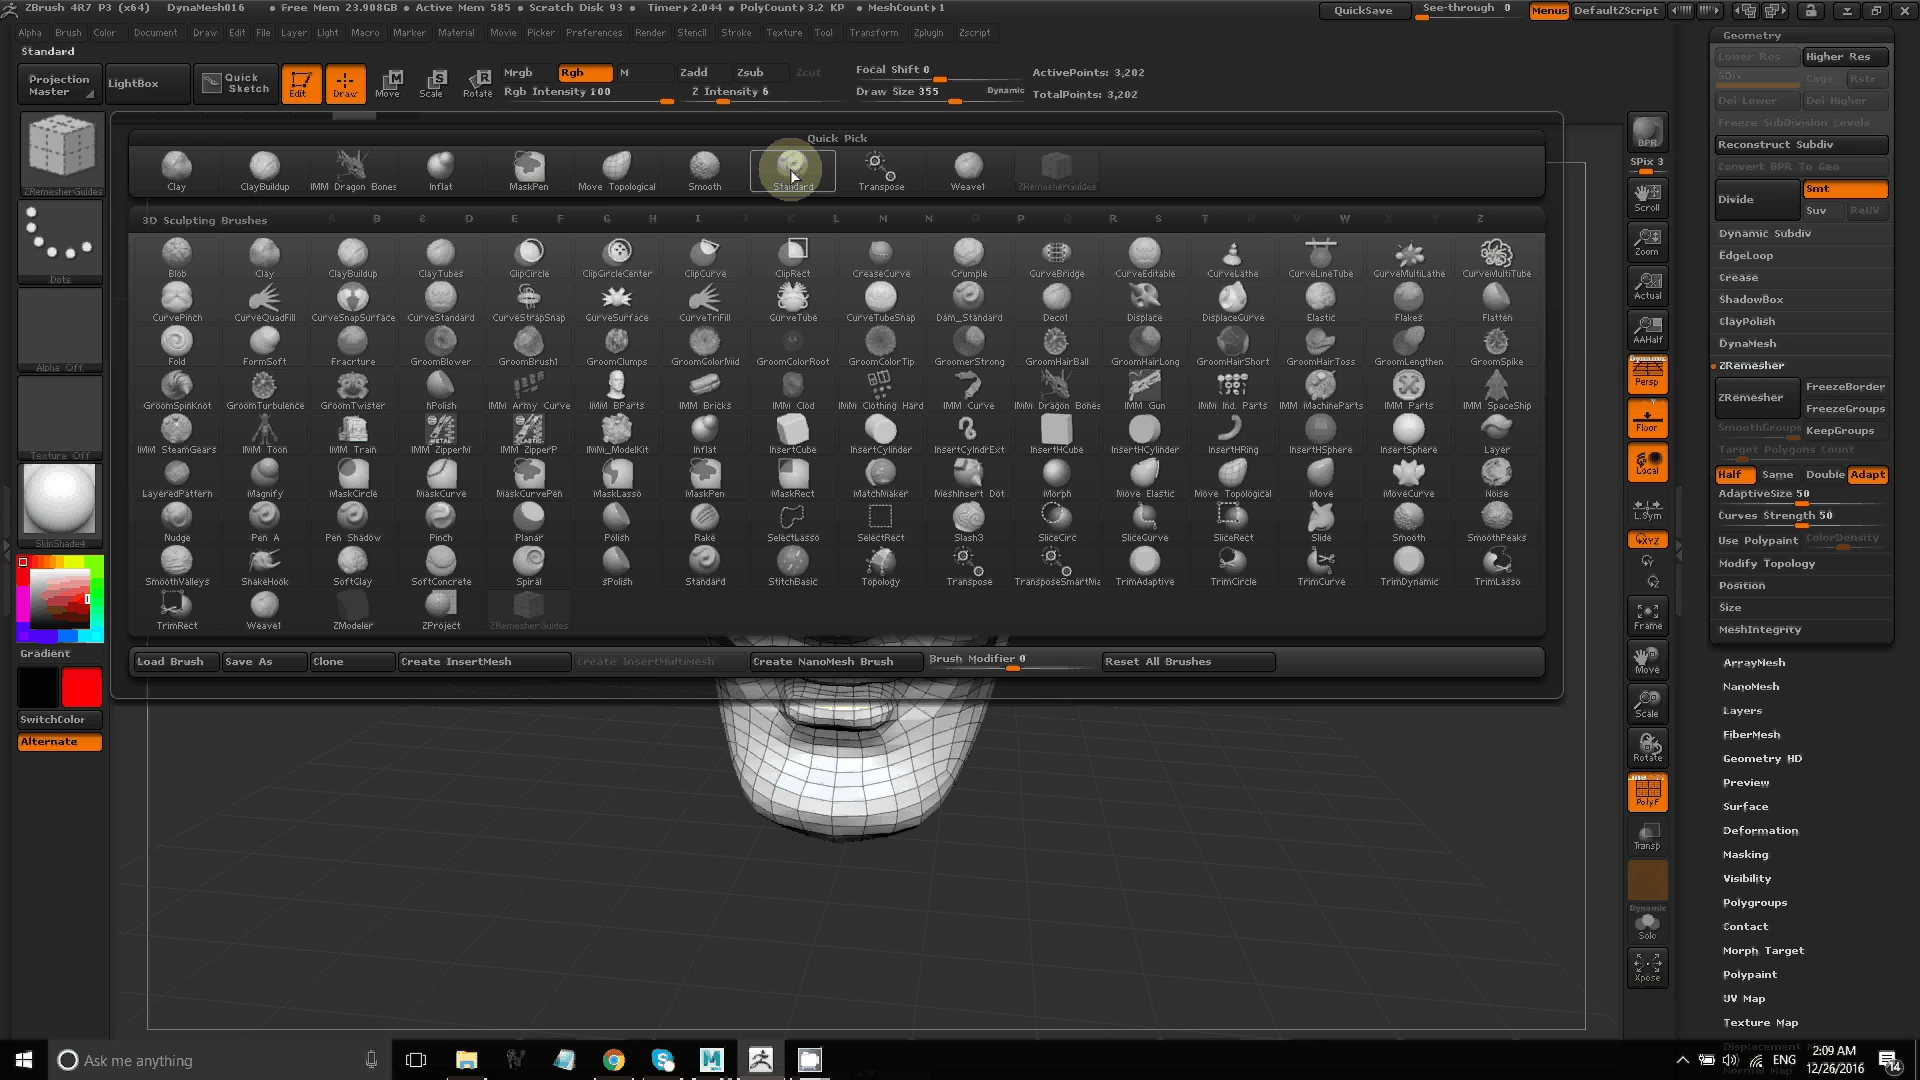 ZBrush 4R7 P3 (x64) DynaMesh016 • Free Mem 23.908GB • Active Mem 585 • Scratch Disk 93 • Timer▸2.044 • PolyCount▸3.2 KP • MeshCount▸1 QuickSave See-through 0 Menus DefaultZScript
Alpha Brush Color Document Draw Edit File Layer Light Macro Marker Material Movie Picker Preferences Render Stencil Stroke Texture Tool Transform Zplugin Zscript
Standard
Projection Master
LightBox
Quick Sketch
Edit Draw Move Scale Rotate
Mrgb Rgb M Zadd Zsub Zcut
Rgb Intensity 100 Z Intensity 6
Focal Shift 0
Draw Size 355 Dynamic
ActivePoints: 3,202
TotalPoints: 3,202
ZRemesherGuides
Dots
Alpha Off
Texture Off
SkinShade4
Gradient
SwitchColor
Alternate
Quick Pick
Clay ClayBuildup IMM Dragon Bones Inflat MaskPen Move Topological Smooth Standard Transpose Weave1 ZRemesherGuides
3D Sculpting Brushes A B C D E F G H I J K L M N O P Q R S T U V W X Y Z
Blob Clay ClayBuildup ClayTubes ClipCircle ClipCircleCenter ClipCurve ClipRect CreaseCurve Crumple CurveBridge CurveEditable CurveLathe CurveLineTube CurveMultiLathe CurveMultiTube
CurvePinch CurveQuadFill CurveSnapSurface CurveStandard CurveStrapSnap CurveSurface CurveTriFill CurveTube CurveTubeSnap Dam_Standard Deco1 Displace DisplaceCurve Elastic Flakes Flatten
Fold FormSoft Fracrture GroomBlower GroomBrush1 GroomClumps GroomColorMid GroomColorRoot GroomColorTip GroomerStrong GroomHairBall GroomHairLong GroomHairShort GroomHairToss GroomLengthen GroomSpike
GroomSpinKnot GroomTurbulence GroomTwister hPolish IMM Army Curve IMM BParts IMM Bricks IMM Clod IMM Clothing Hard IMM Curve IMM Dragon Bones IMM Gun IMM Ind. Parts IMM MachineParts IMM Parts IMM SpaceShip
IMM SteamGears IMM Toon IMM Train IMM ZipperM IMM ZipperP IMM_ModelKit Inflat InsertCube InsertCylinder InsertCylndrExt InsertHCube InsertHCylinder InsertHRing InsertHSphere InsertSphere Layer
LayeredPattern Magnify MaskCircle MaskCurve MaskCurvePen MaskLasso MaskPen MaskRect MatchMaker MeshInsert Dot Morph Move Elastic Move Topological Move MoveCurve Noise
Nudge Pen A Pen Shadow Pinch Planar Polish Rake SelectLasso SelectRect Slash3 SliceCirc SliceCurve SliceRect Slide Smooth SmoothPeaks
SmoothValleys SnakeHook SoftClay SoftConcrete Spiral sPolish Standard StitchBasic Topology Transpose TransposeSmartMa TrimAdaptive TrimCircle TrimCurve TrimDynamic TrimLasso
TrimRect Weave1 ZModeler ZProject ZRemesherGuides
Load Brush Save As Clone Create InsertMesh Create InsertMultiMesh Create NanoMesh Brush Brush Modifier 0 Reset All Brushes
BPR
SPix 3
Scroll
Zoom
Actual
AAHalf
Dynamic
Persp
Floor
Local
L.Sym
XYZ
Frame
Move
Scale
Rotate
PolyF
Transp
Dynamic
Solo
Xpose
Geometry
Lower Res Higher Res
SDiv Cage Rstr
Del Lower Del Higher
Freeze SubDivision Levels
Reconstruct Subdiv
Convert BPR To Geo
Divide Smt
Suv ReUV
Dynamic Subdiv
EdgeLoop
Crease
ShadowBox
ClayPolish
DynaMesh
ZRemesher
ZRemesher FreezeBorder
FreezeGroups
SmoothGroups KeepGroups
Target Polygons Count
Half Same Double Adapt
AdaptiveSize 50
Curves Strength 50
Use Polypaint ColorDensity
Modify Topology
Position
Size
MeshIntegrity
ArrayMesh
NanoMesh
Layers
FiberMesh
Geometry HD
Preview
Surface
Deformation
Masking
Visibility
Polygroups
Contact
Morph Target
Polypaint
UV Map
Texture Map
Ask me anything
ENG
2:09 AM
12/26/2016
14